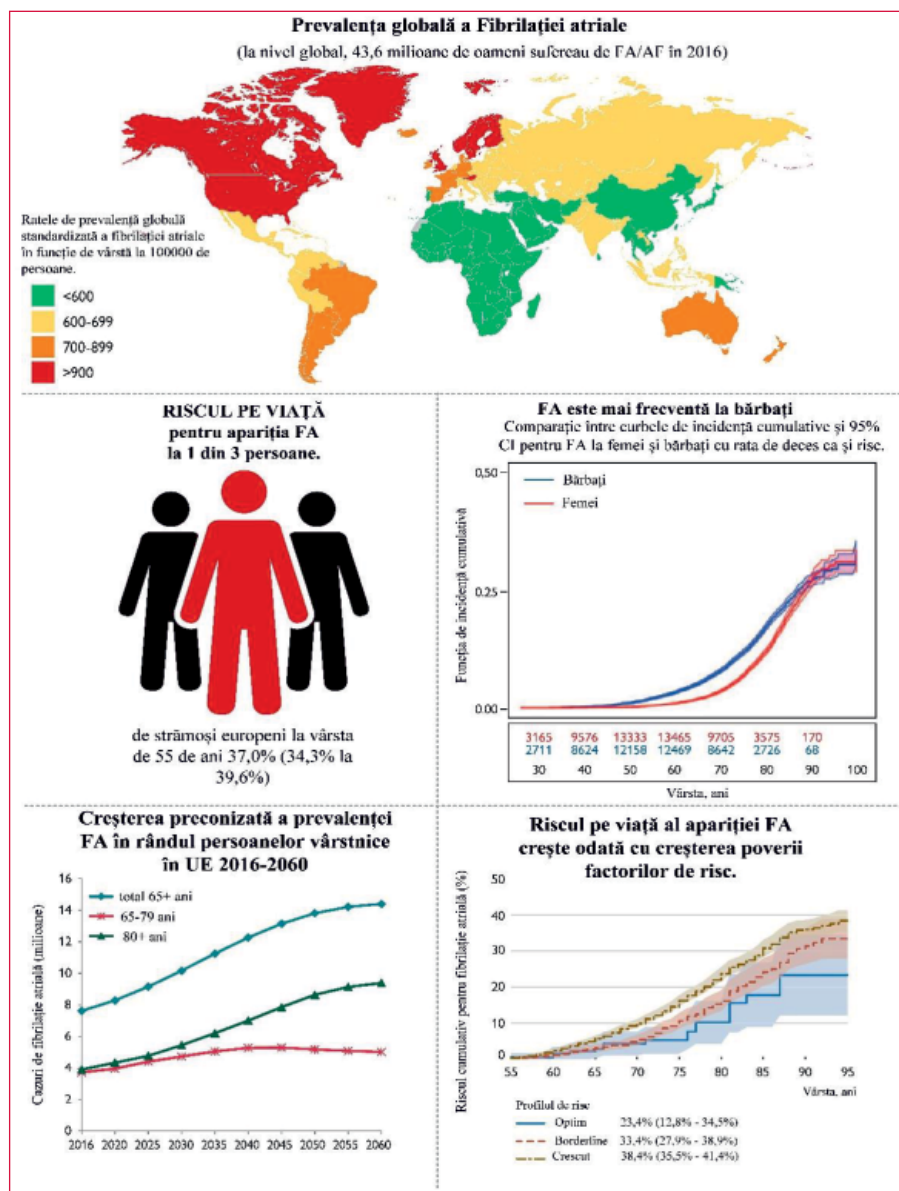 Prevalența globală a Fibrilației atriale
(la nivel global, 43,6 milioane de oameni sufereau de FA/AF în 2016)
Ratele de prevalență globală
standardizată a fibrilației atriale
în funcție de vârstă la 100000 de
persoane.
<600
600-699
700-899
>900
RISCUL PE VIAȚĂ
pentru apariția FA
la 1 din 3 persoane.
de strămoși europeni la vârsta
de 55 de ani 37,0% (34,3% la
39,6%)
FA este mai frecventă la bărbați
Comparație între curbele de incidență cumulative și 95%
CI pentru FA la femei și bărbați cu rata de deces ca și risc.
Funcția de incidență cumulativă
0,50
0.25
0.00
Bărbați
Femei
3165 9576 13333 13465 9705 3575 170
2711 8624 12158 12469 8642 2726 68
30 40 50 60 70 80 90 100
Vârsta, ani
Creșterea preconizată a prevalenței
FA în rândul persoanelor vârstnice
în UE 2016-2060
Cazuri de fibrilație atrială (milioane)
16
14
12
10
8
6
4
2
0
total 65+ ani
65-79 ani
80+ ani
2016 2020 2025 2030 2035 2040 2045 2050 2055 2060
Riscul pe viață al apariției FA
crește odată cu creșterea poverii
factorilor de risc.
Riscul cumulativ pentru fibrilație atrială (%)
50
40
30
20
10
0
55 60 65 70 75 80 85 90 95
Vârsta, ani
Profilul de risc
Optim 23,4% (12,8% - 34,5%)
Borderline 33.4% (27,9% - 38,9%)
Crescut 38,4% (35,5% - 41,4%)